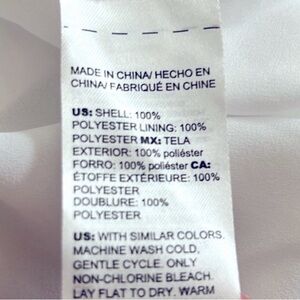 MADE IN CHINA/ HECHO EN
CHINA/ FABRIQUÉ EN CHINE
US: SHELL: 100%
POLYESTER LINING: 100%
POLYESTER MX: TELA
EXTERIOR: 100% poliéster
FORRO: 100% poliéster CA:
ÉTOFFE EXTÉRIEURE: 100%
POLYESTER
DOUBLURE: 100%
POLYESTER
US: WITH SIMILAR COLORS.
MACHINE WASH COLD,
GENTLE CYCLE. ONLY
NON-CHLORINE BLEACH.
LAY FLAT TO DRY. WARM